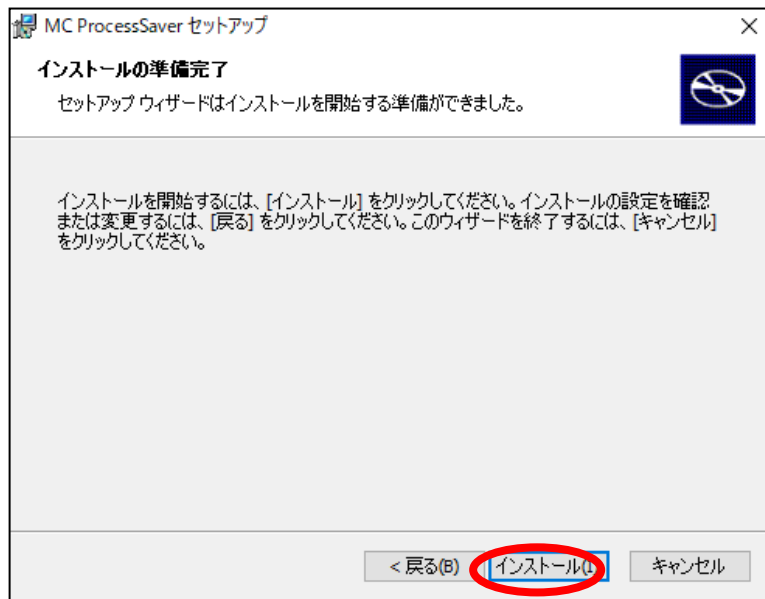 MC ProcessSaver セットアップ
インストールの準備完了
セットアップ ウィザードはインストールを開始する準備ができました。
インストールを開始するには、[インストール] をクリックしてください。インストールの設定を確認
または変更するには、[戻る] をクリックしてください。このウィザードを終了するには、[キャンセル]
をクリックしてください。
< 戻る(B) インストール(I キャンセル